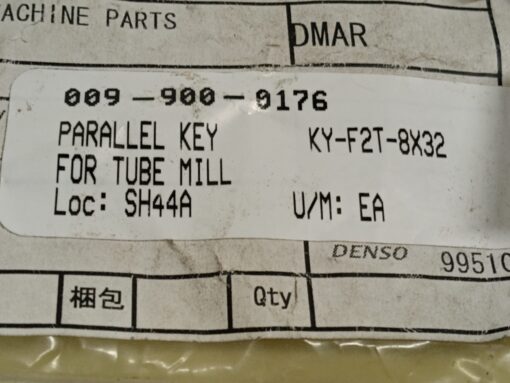 MACHINE PARTS
DMAR
009-900-0176
PARALLEL KEY KY-F2T-8X32
FOR TUBE MILL
Loc: SH44A U/M: EA
DENSO 9951
梱包 Qty